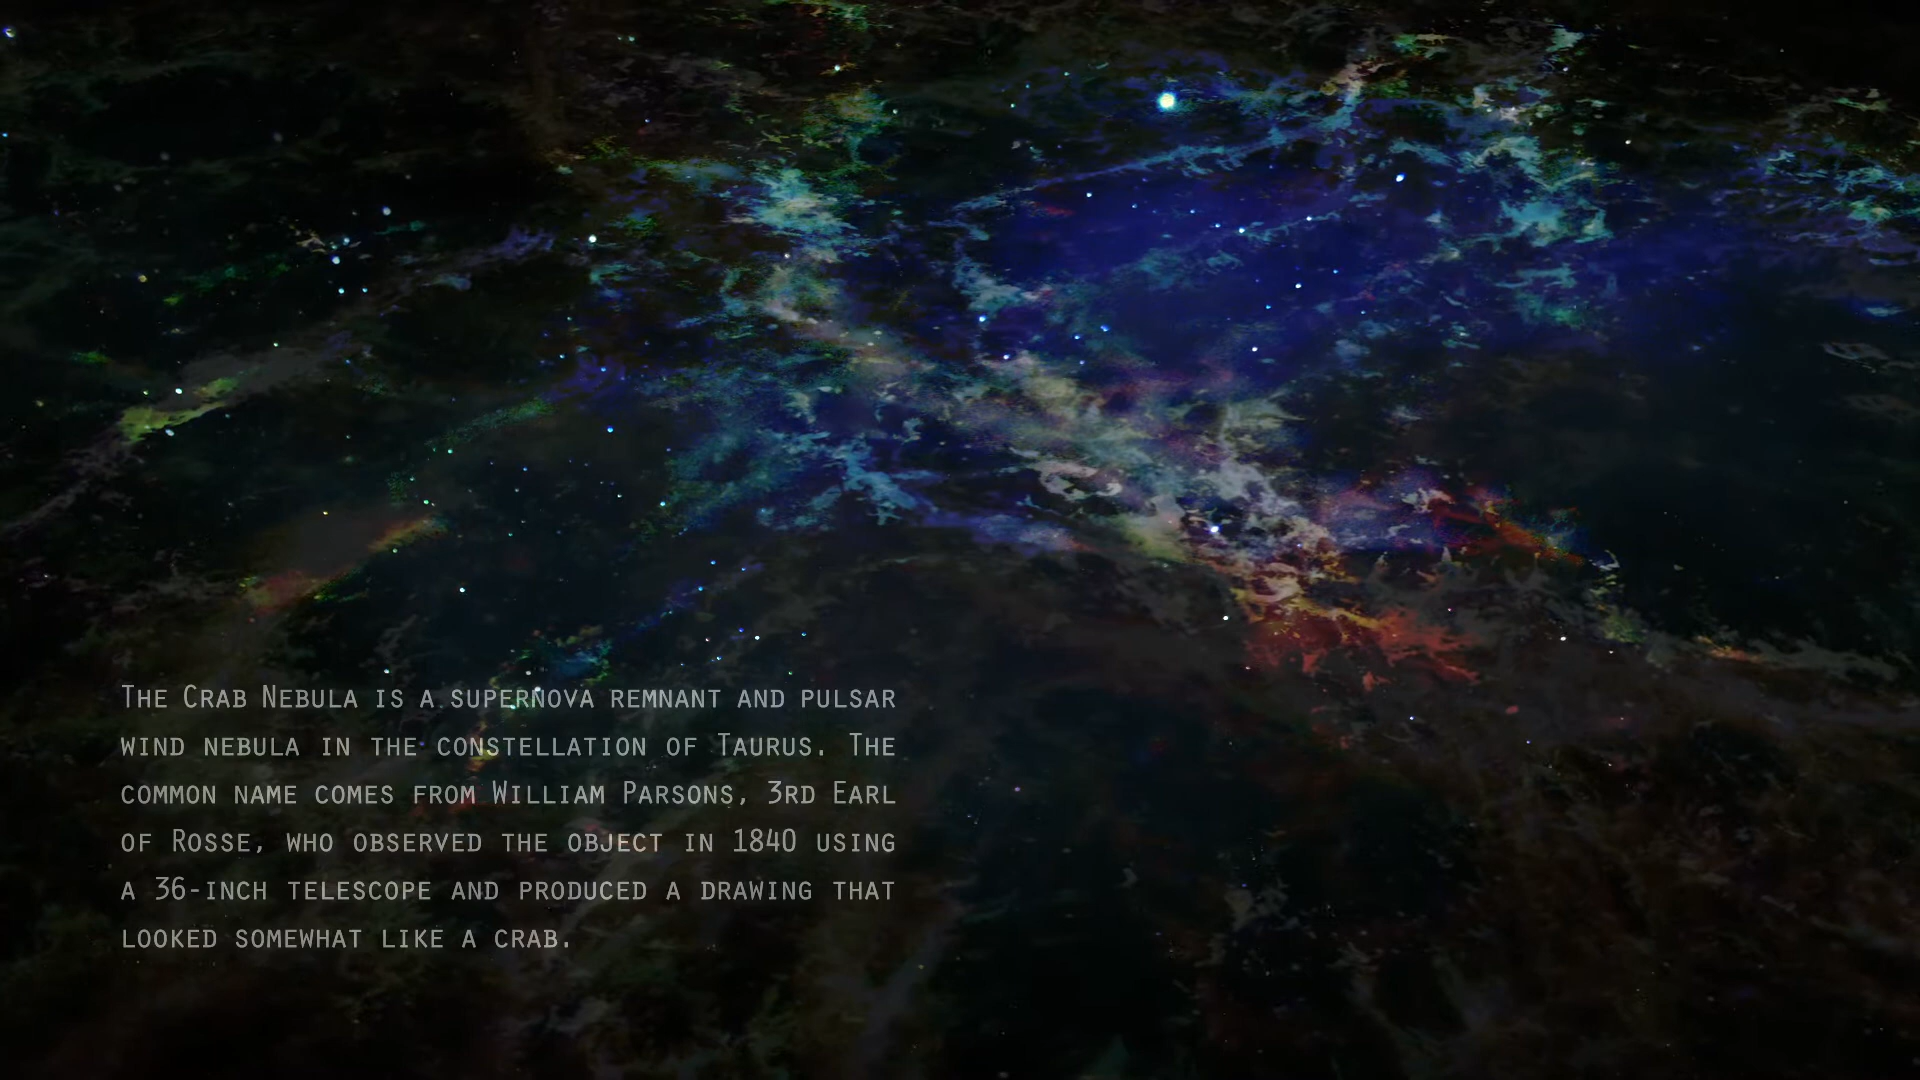 The Crab Nebula is a supernova remnant and pulsar
wind nebula in the constellation of Taurus. The
common name comes from William Parsons, 3rd Earl
of Rosse, who observed the object in 1840 using
a 36-inch telescope and produced a drawing that
looked somewhat like a crab.